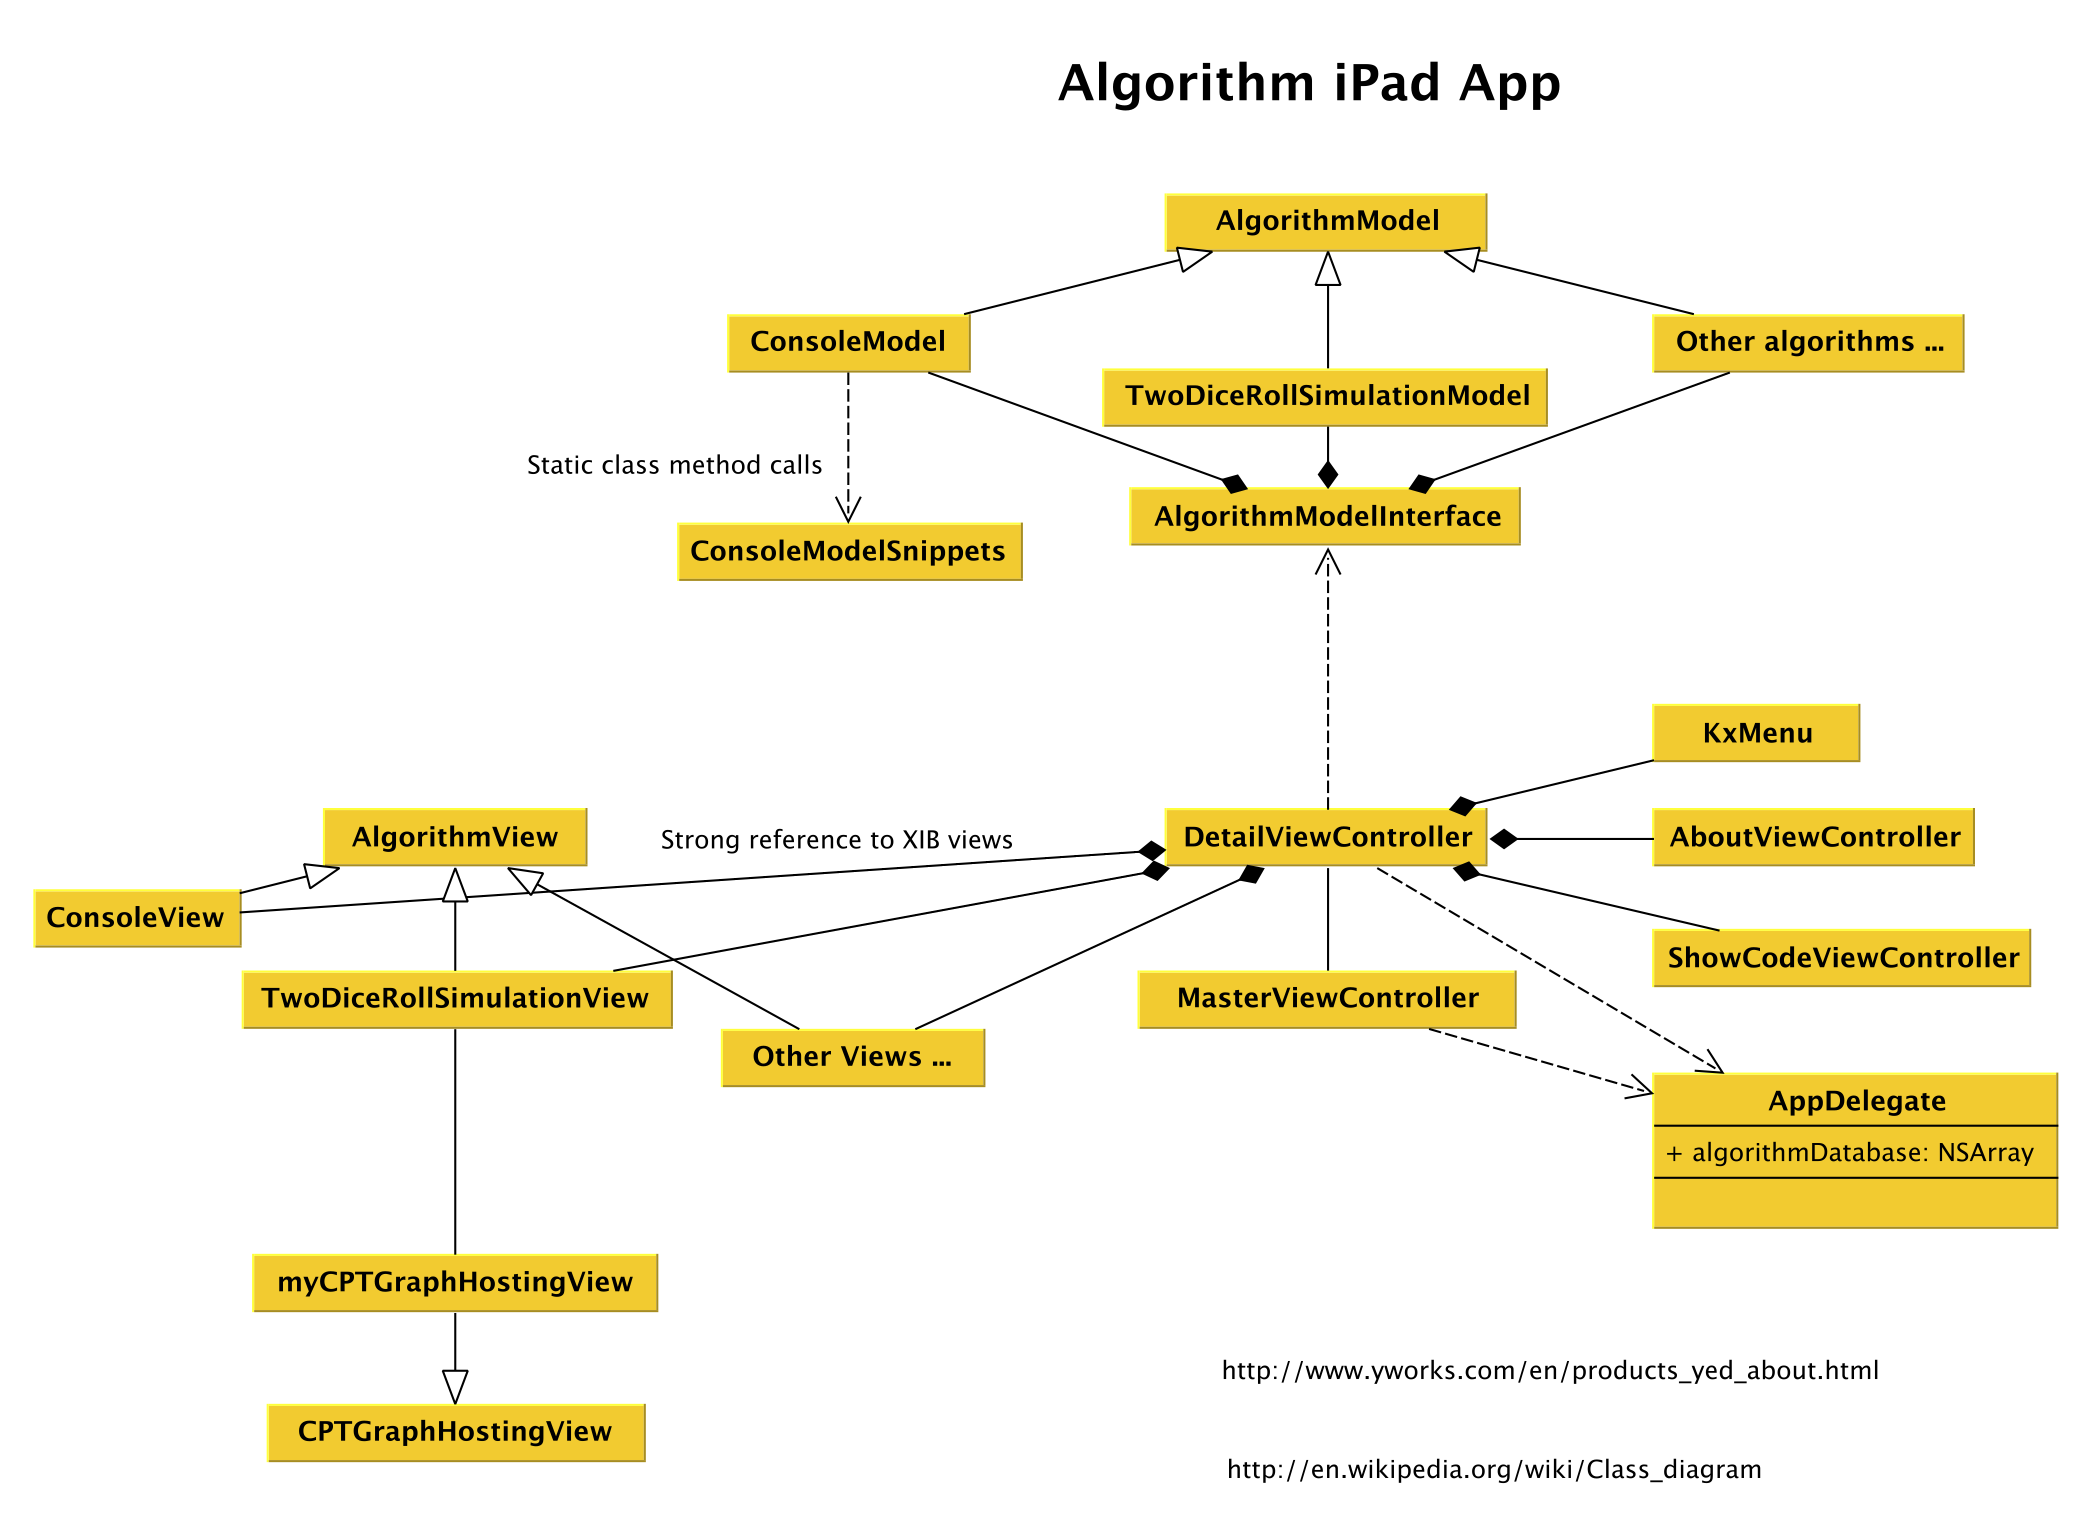 Algorithm iPad App
AlgorithmModel
ConsoleModel
Other algorithms ...
TwoDiceRollSimulationModel
Static class method calls
AlgorithmModelInterface
ConsoleModelSnippets
KxMenu
AlgorithmView
Strong reference to XIB views
DetailViewController
AboutViewController
ConsoleView
ShowCodeViewController
TwoDiceRollSimulationView
MasterViewController
Other Views ...
AppDelegate
+ algorithmDatabase: NSArray
myCPTGraphHostingView
http://www.yworks.com/en/products_yed_about.html
CPTGraphHostingView
http://en.wikipedia.org/wiki/Class_diagram